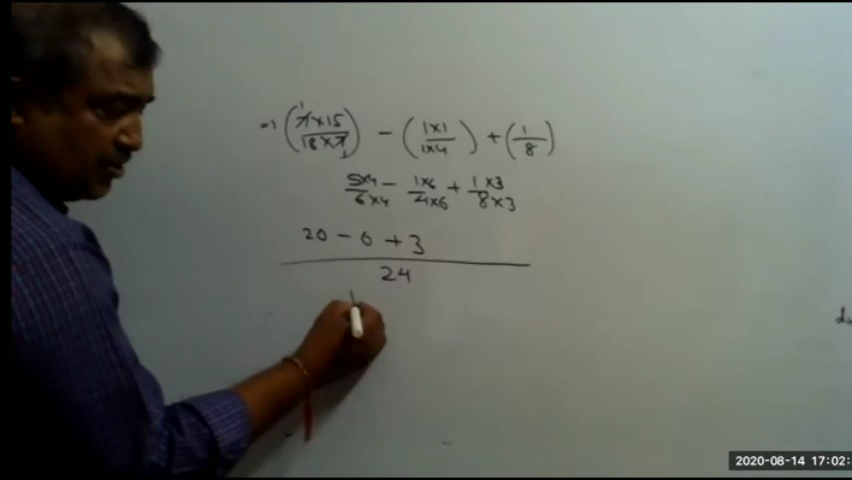 =) (7×15/18×7) - (1×1/1×4) + (1/8)
5×4/6×4 - 1×6/4×6 + 1×3/8×3
20 - 6 + 3
24
2020-08-14 17:02: